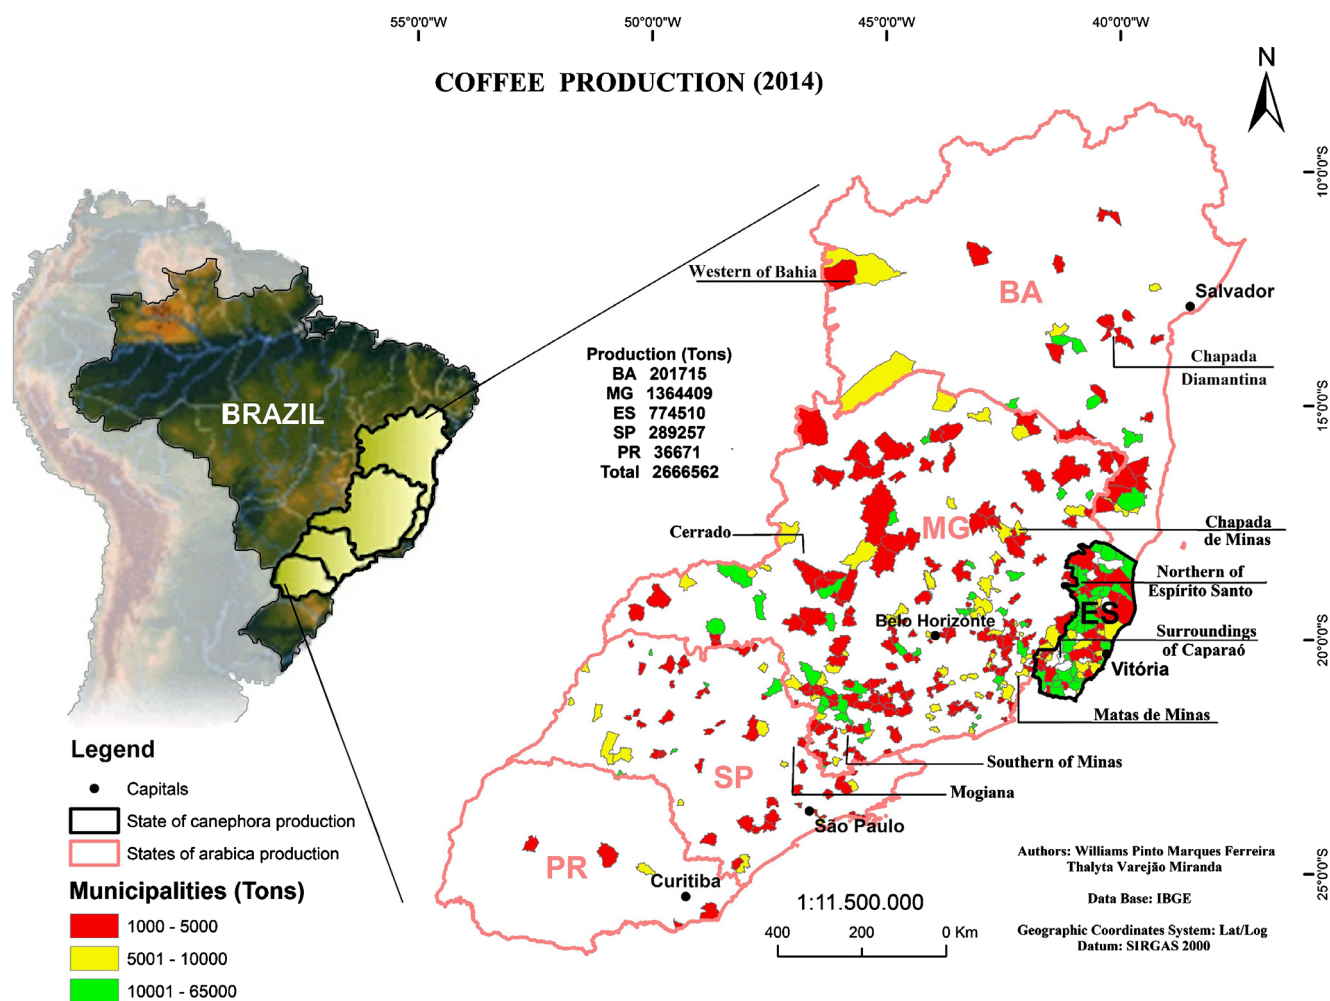 55°0'0"W
50°0'0"W
45°0'0"W
40°0'0"W
COFFEE PRODUCTION (2014)
N
10°0'0"S
15°0'0"S
20°0'0"S
25°0'0"S
BRAZIL
Western of Bahia
BA
Salvador
Chapada
Diamantina
Production (Tons)
BA 201715
MG 1364409
ES 774510
SP 289257
PR 36671
Total 2666562
Cerrado
MG
Chapada
de Minas
Northern of
Espírito Santo
ES
Belo Horizonte
Surroundings
of Caparaó
Vitória
Matas de Minas
Southern of Minas
Mogiana
SP
São Paulo
PR
Curitiba
Legend
Capitals
State of canephora production
States of arabica production
Municipalities (Tons)
1000 - 5000
5001 - 10000
10001 - 65000
1:11.500.000
400 200 0 Km
Authors: Williams Pinto Marques Ferreira
Thalyta Varejão Miranda
Data Base: IBGE
Geographic Coordinates System: Lat/Log
Datum: SIRGAS 2000